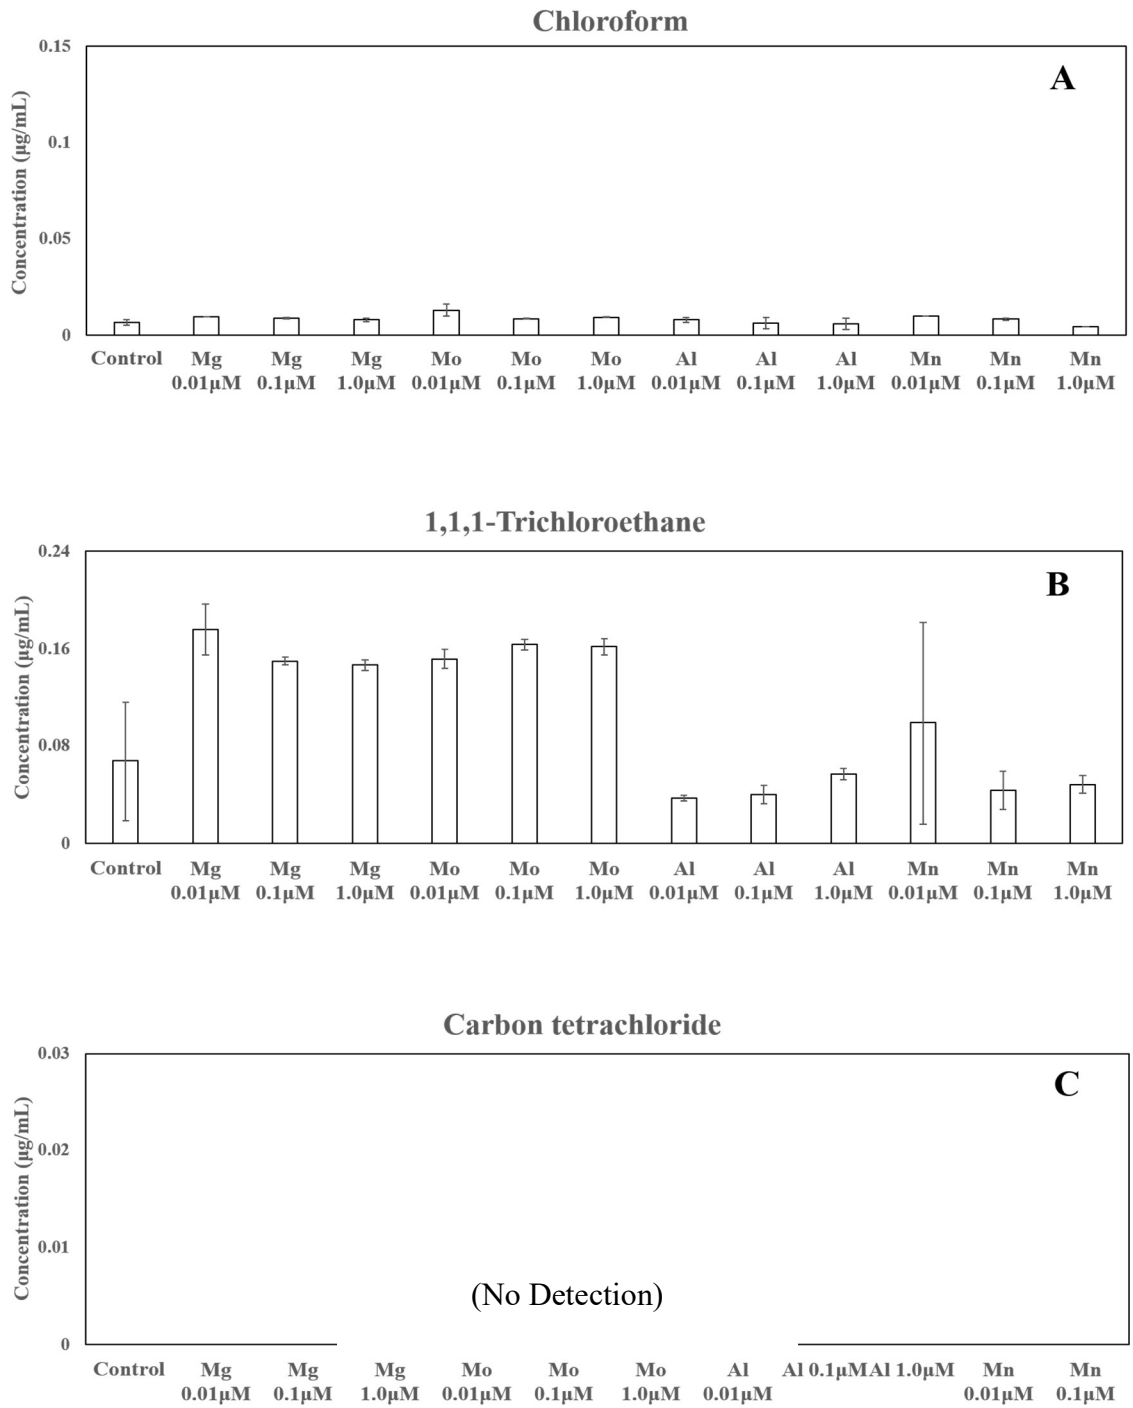 Chloroform
A
Concentration (µg/mL)
0.15
0.1
0.05
0
Control Mg Mg Mg Mo Mo Mo Al Al Al Mn Mn Mn
0.01µM 0.1µM 1.0µM 0.01µM 0.1µM 1.0µM 0.01µM 0.1µM 1.0µM 0.01µM 0.1µM 1.0µM
1,1,1-Trichloroethane
B
Concentration (µg/mL)
0.24
0.16
0.08
0
Control Mg Mg Mg Mo Mo Mo Al Al Al Mn Mn Mn
0.01µM 0.1µM 1.0µM 0.01µM 0.1µM 1.0µM 0.01µM 0.1µM 1.0µM 0.01µM 0.1µM 1.0µM
Carbon tetrachloride
C
Concentration (µg/mL)
0.03
0.02
0.01
0
(No Detection)
Control Mg Mg Mg Mo Mo Mo Al Al 0.1µM Al 1.0µM Mn Mn
0.01µM 0.1µM 1.0µM 0.01µM 0.1µM 1.0µM 0.01µM 0.01µM 0.1µM